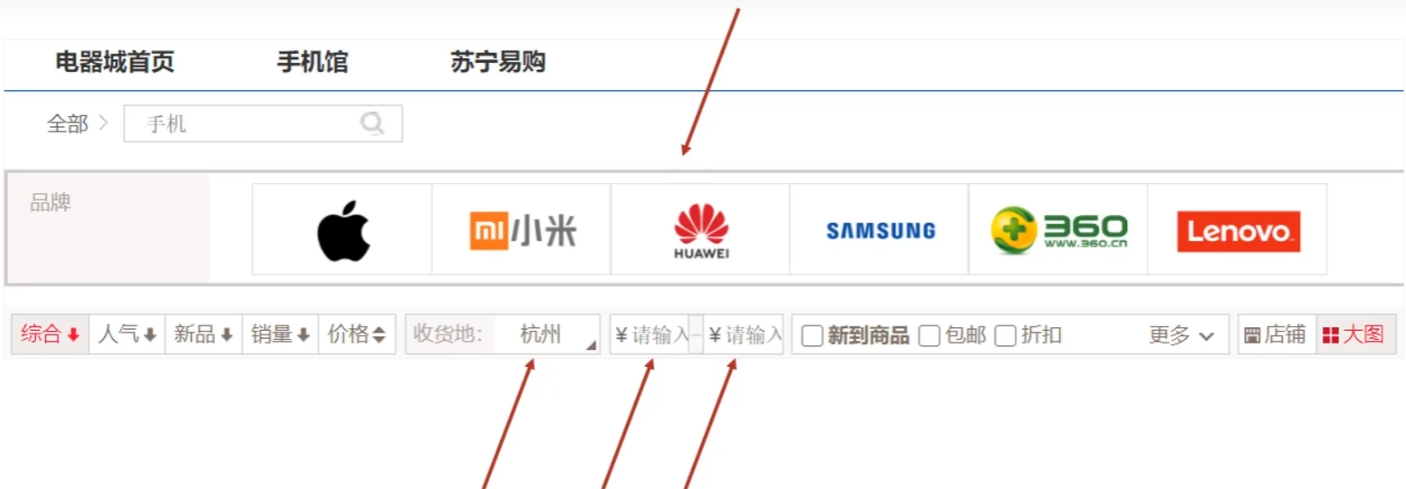 电器城首页 手机馆 苏宁易购
全部 > 手机
品牌
mi小米 HUAWEI SAMSUNG 360 Lenovo
www.360.cn
综合 人气 新品 销量 价格 收货地: 杭州 ¥请输入 - ¥请输入 新到商品 包邮 折扣 更多 店铺 大图